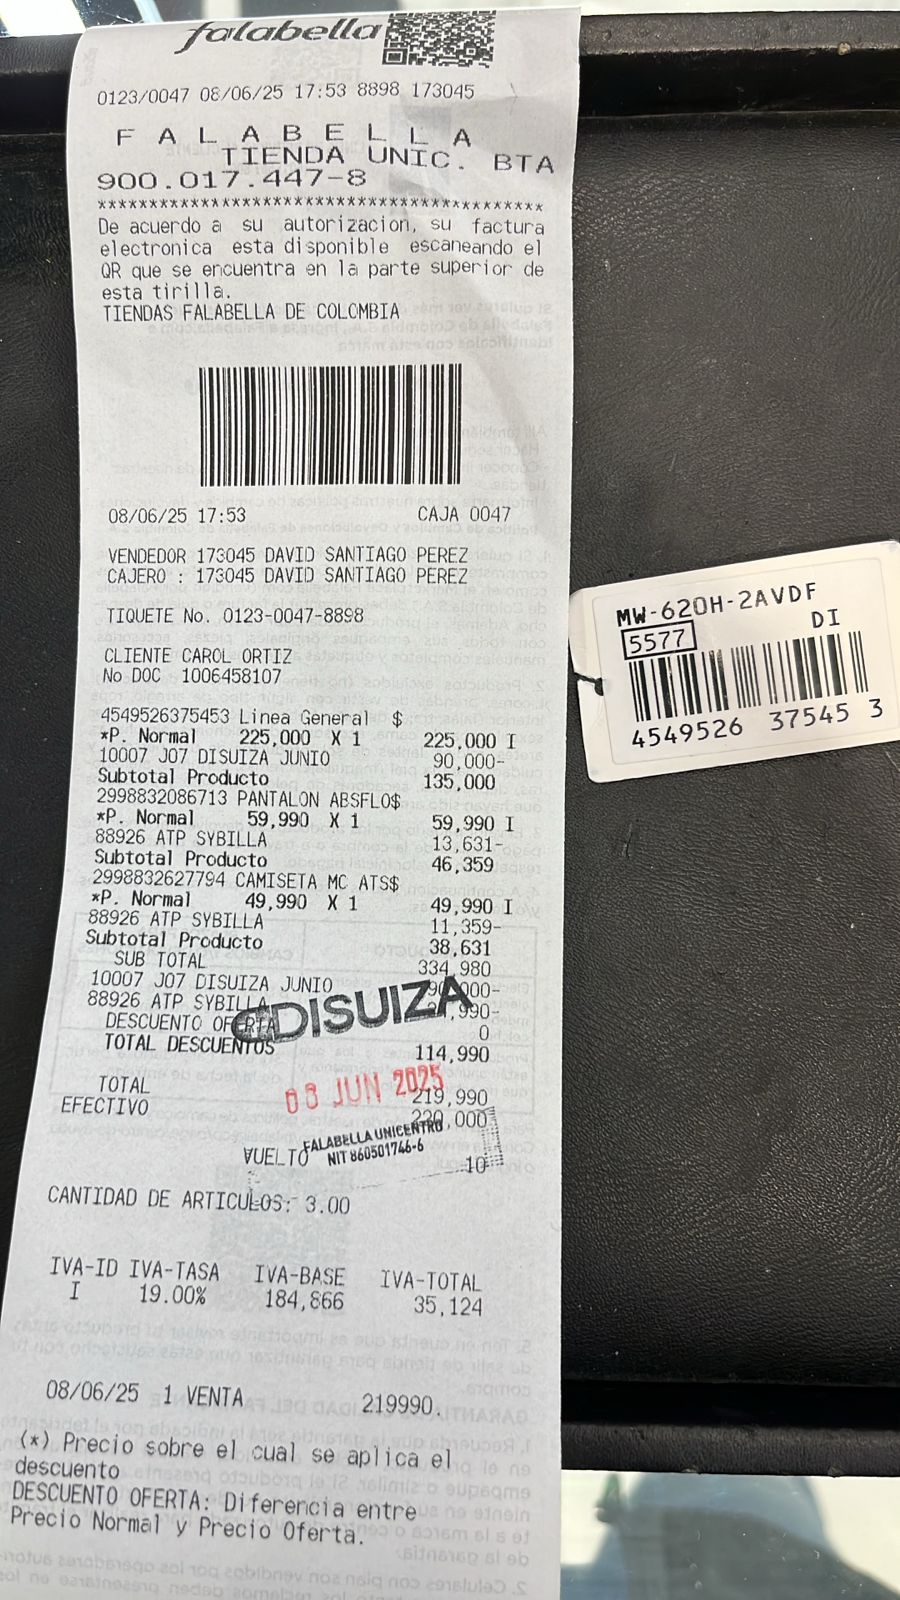 falabella
0123/0047 08/06/25 17:53 8898 173045
F A L A B E L L A
TIENDA UNIC. BTA
900.017.447-8
******************************************
De acuerdo a su autorizacion, su factura
electronica esta disponible escaneando el
QR que se encuentra en la parte superior de
esta tirilla.
TIENDAS FALABELLA DE COLOMBIA
08/06/25 17:53 CAJA 0047
VENDEDOR 173045 DAVID SANTIAGO PEREZ
CAJERO : 173045 DAVID SANTIAGO PEREZ
TIQUETE No. 0123-0047-8898
CLIENTE CAROL ORTIZ
No DOC 1006458107
4549526375453 Linea General $
*P. Normal 225,000 X 1 225,000 I
10007 J07 DISUIZA JUNIO 90,000-
Subtotal Producto 135,000
2998832086713 PANTALON ABSFLO$
*P. Normal 59,990 X 1 59,990 I
88926 ATP SYBILLA 13,631-
Subtotal Producto 46,359
2998832627794 CAMISETA MC ATS$
*P. Normal 49,990 X 1 49,990 I
88926 ATP SYBILLA 11,359-
Subtotal Producto 38,631
SUB TOTAL 334,980
10007 J07 DISUIZA JUNIO 90,000-
88926 ATP SYBILLA
DISUIZA
DESCUENTO OFERTA 0
TOTAL DESCUENTOS 114,990
08 JUN 2025
TOTAL 219,990
EFECTIVO 220,000
FALABELLA UNICENTRO
NIT 860501746-6
VUELTO 10
CANTIDAD DE ARTICULOS: 3.00
IVA-ID IVA-TASA IVA-BASE IVA-TOTAL
I 19.00% 184,866 35,124
08/06/25 1 VENTA 219990.
(*) Precio sobre el cual se aplica el
descuento
DESCUENTO OFERTA: Diferencia entre
Precio Normal y Precio Oferta.
MW-620H-2AVDF
DI
5577
4549526 37545 3